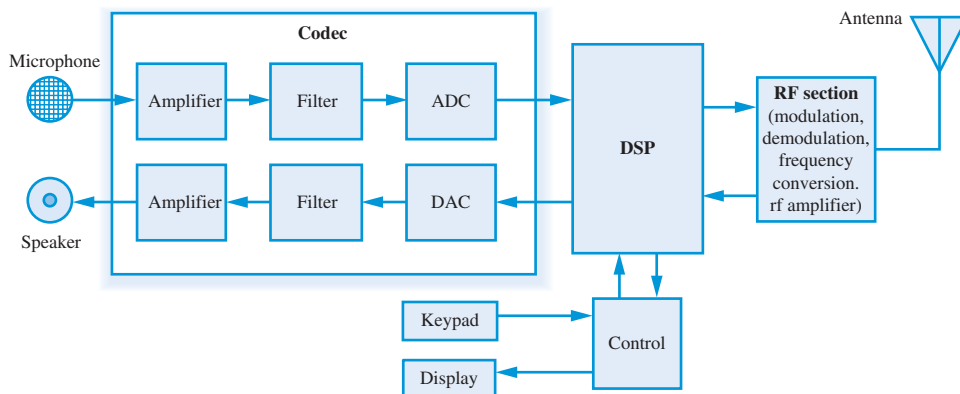 Codec
Antenna
Microphone
Amplifier
Filter
ADC
DSP
RF section
(modulation,
demodulation,
frequency
conversion.
rf amplifier)
Amplifier
Filter
DAC
Speaker
Keypad
Control
Display